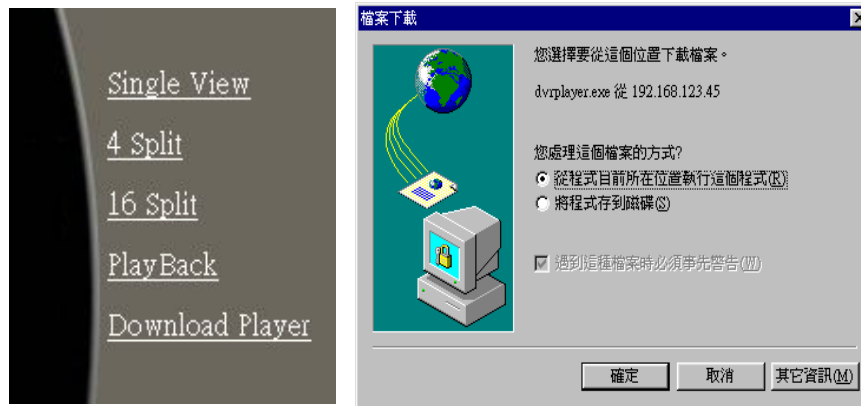 Single View
4 Split
16 Split
PlayBack
Download Player
檔案下載
您選擇要從這個位置下載檔案。
dvrplayer.exe 從 192.168.123.45
您處理這個檔案的方式?
從程式目前所在位置執行這個程式(R)
將程式存到磁碟(S)
遇到這種檔案時必須事先警告(W)
確定
取消
其它資訊(M)